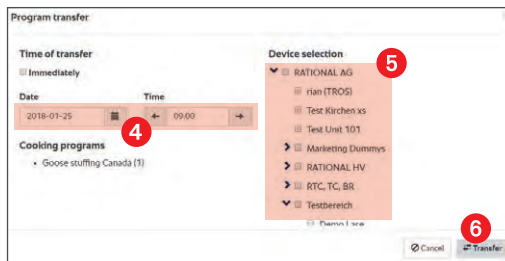 Program transfer
Time of transfer
Immediately
Date Time
2018-01-25 09:00
4
Cooking programs
Goose stuffing Canada (1)
Device selection
5
RATIONAL AG
rian (TROS)
Test Kirchen xs
Test Unit 101
Marketing Dummys
RATIONAL HV
RTC, TC, BR
Testbereich
Demo Lace
6
Cancel Transfer